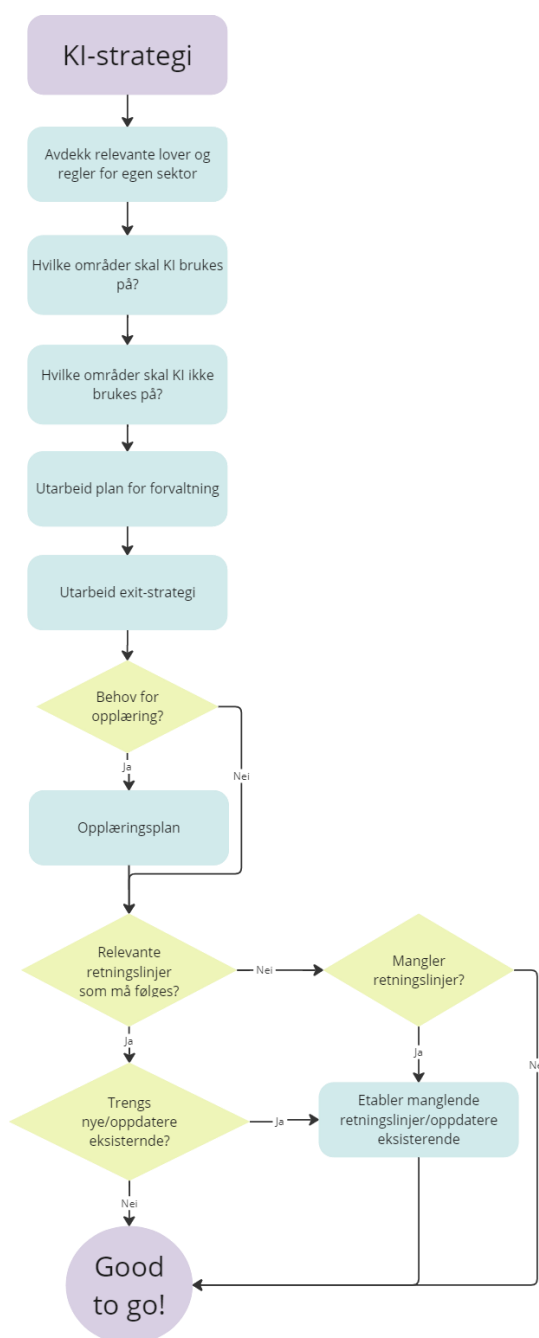 KI-strategi
Avdekk relevante lover og
regler for egen sektor
Hvilke områder skal KI brukes
på?
Hvilke områder skal KI ikke
brukes på?
Utarbeid plan for forvaltning
Utarbeid exit-strategi
Behov for
opplæring?
Ja
Nei
Opplæringsplan
Relevante
retningslinjer
som må følges?
Nei
Mangler
retningslinjer?
Ja
Ja
Nei
Trengs
nye/oppdatere
eksisternde?
Ja
Etabler manglende
retningslinjer/oppdatere
eksisterende
Nei
Good
to go!